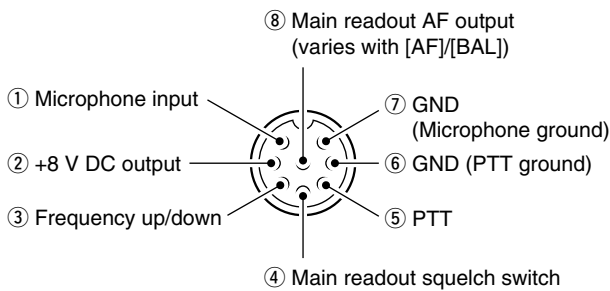 ⑧ Main readout AF output
(varies with [AF]/[BAL])
① Microphone input
⑦ GND
(Microphone ground)
② +8 V DC output
⑥ GND (PTT ground)
③ Frequency up/down
⑤ PTT
④ Main readout squelch switch